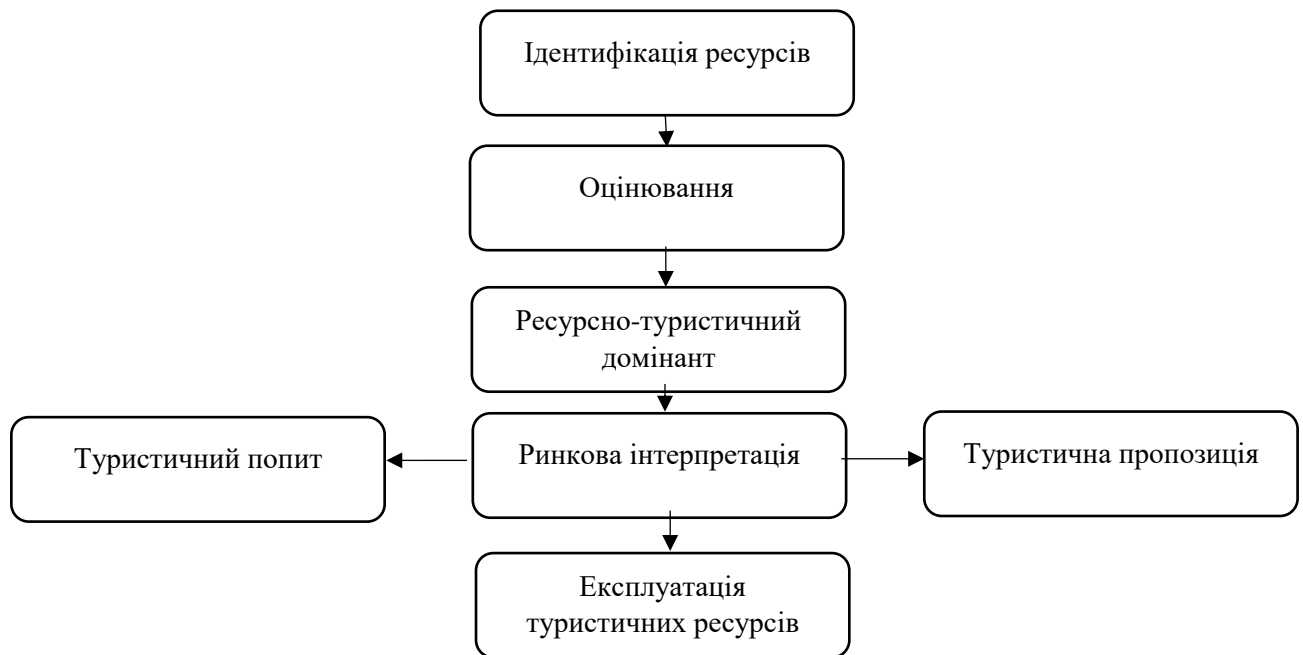 Ідентифікація ресурсів
Оцінювання
Ресурсно-туристичний
домінант
Туристичний попит
Ринкова інтерпретація
Туристична пропозиція
Експлуатація
туристичних ресурсів